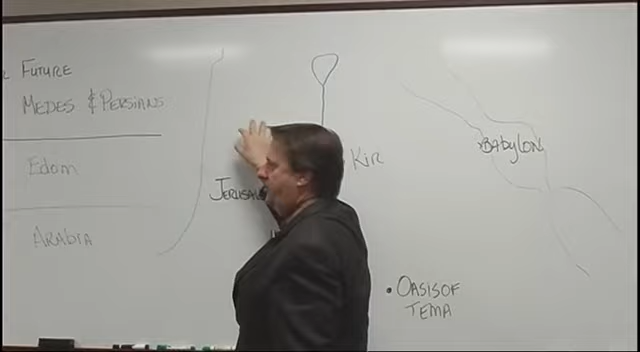 Future
Medes & Persians
Edom
Arabia
Kir
Babylon
Oasis of
Tema